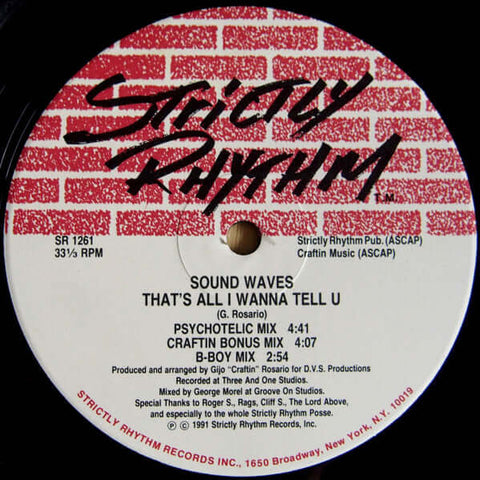 STRICTLY
RHYTHM
T.M.
SR 1261
33⅓ RPM
Strictly Rhythm Pub. (ASCAP)
Craftin Music (ASCAP)
SOUND WAVES
THAT'S ALL I WANNA TELL U
(G. Rosario)
PSYCHOTELIC MIX 4:41
CRAFTIN BONUS MIX 4:07
B-BOY MIX 2:54
Produced and arranged by Gijo "Craftin" Rosario for D.V.S. Productions
Recorded at Three And One Studios.
Mixed by George Morel at Groove On Studios.
Special Thanks to Roger S., Rags, Cliff S., The Lord Above,
and especially to the whole Strictly Rhythm Posse.
Ⓟ © 1991 Strictly Rhythm Records, Inc.
STRICTLY RHYTHM RECORDS INC., 1650 Broadway, New York, N.Y. 10019